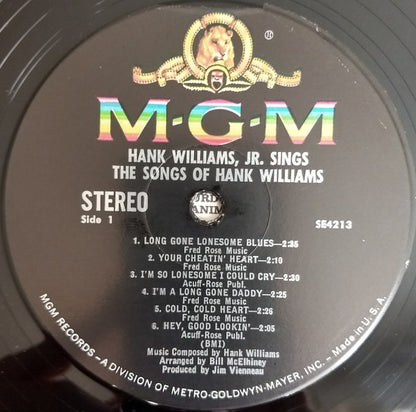 ®
M-G-M
HANK WILLIAMS, JR. SINGS
THE SONGS OF HANK WILLIAMS
STEREO
Side 1
SE4213
1. LONG GONE LONESOME BLUES—2:35
Fred Rose Music
2. YOUR CHEATIN' HEART—2:10
Fred Rose Music
3. I'M SO LONESOME I COULD CRY—2:30
Acuff-Rose Publ.
4. I'M A LONG GONE DADDY—2:25
Fred Rose Music
5. COLD, COLD HEART—2:26
Fred Rose Music
6. HEY, GOOD LOOKIN'—2:05
Acuff-Rose Publ.
(BMI)
Music Composed by Hank Williams
Arranged by Bill McElhiney
Produced by Jim Vienneau
MGM RECORDS—A DIVISION OF METRO-GOLDWYN-MAYER, INC.—Made in U.S.A.